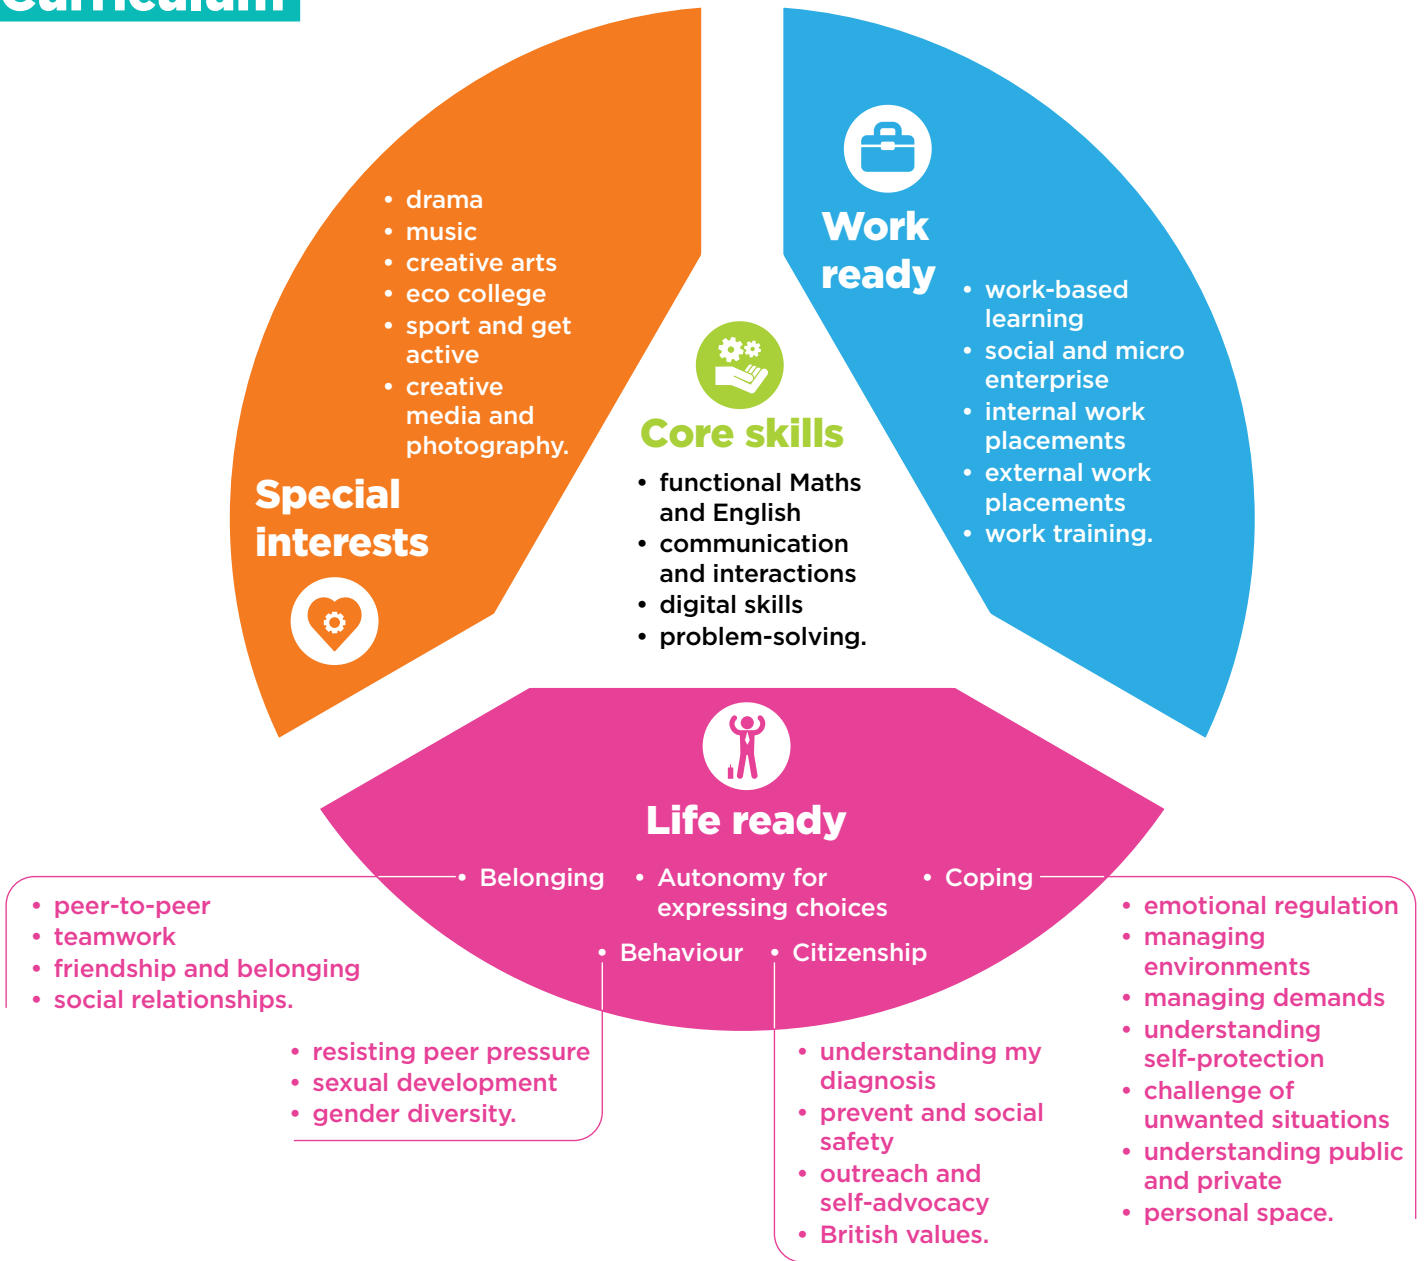 Curriculum
• drama
• music
• creative arts
• eco college
• sport and get
active
• creative
media and
photography.
Special
interests
Work
ready
• work-based
learning
• social and micro
enterprise
• internal work
placements
• external work
placements
• work training.
Core skills
• functional Maths
and English
• communication
and interactions
• digital skills
• problem-solving.
Life ready
• Belonging
• Autonomy for
expressing choices
• Coping
• Behaviour
• Citizenship
• peer-to-peer
• teamwork
• friendship and belonging
• social relationships.
• resisting peer pressure
• sexual development
• gender diversity.
• understanding my
diagnosis
• prevent and social
safety
• outreach and
self-advocacy
• British values.
• emotional regulation
• managing
environments
• managing demands
• understanding
self-protection
• challenge of
unwanted situations
• understanding public
and private
• personal space.